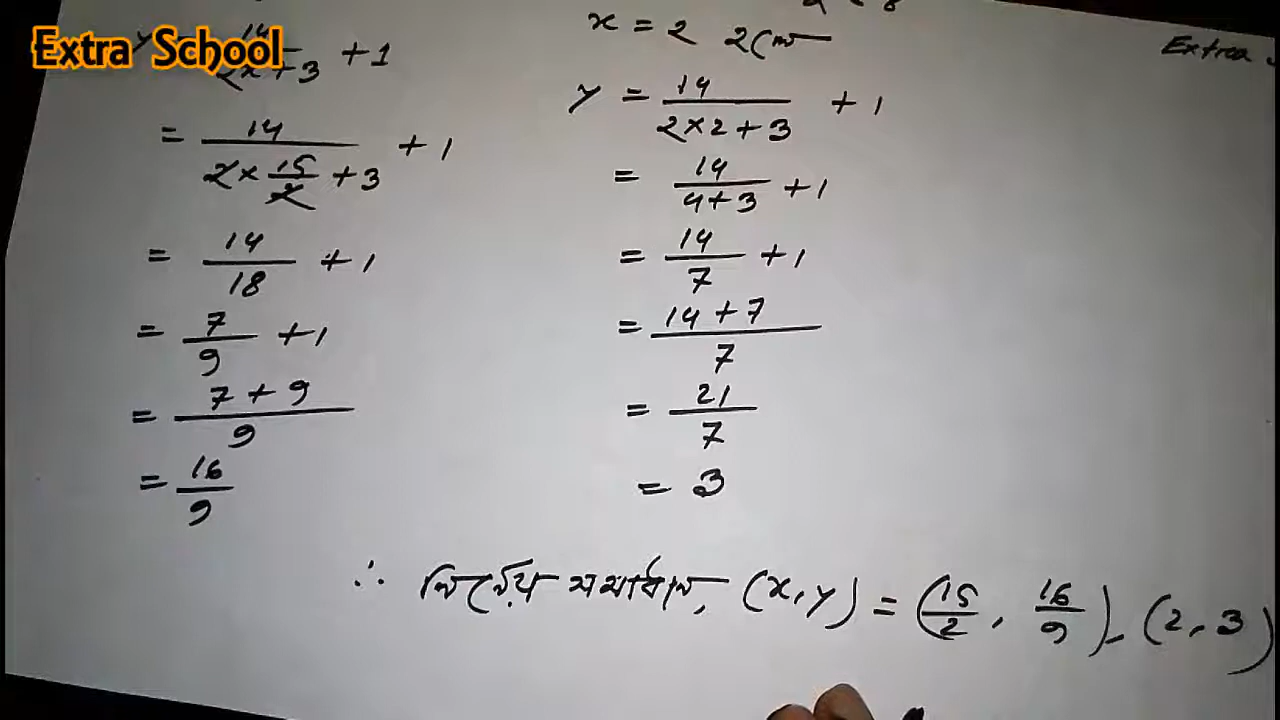 Extra School
y = 14/(2x+3) + 1
= 14/(2 × 15/2 + 3) + 1
= 14/18 + 1
= 7/9 + 1
= (7 + 9)/9
= 16/9
x = 2 হলে
y = 14/(2×2+3) + 1
= 14/(4+3) + 1
= 14/7 + 1
= (14 + 7)/7
= 21/7
= 3
∴ নির্ণেয় সমাধান, (x, y) = (15/2, 16/9), (2, 3)